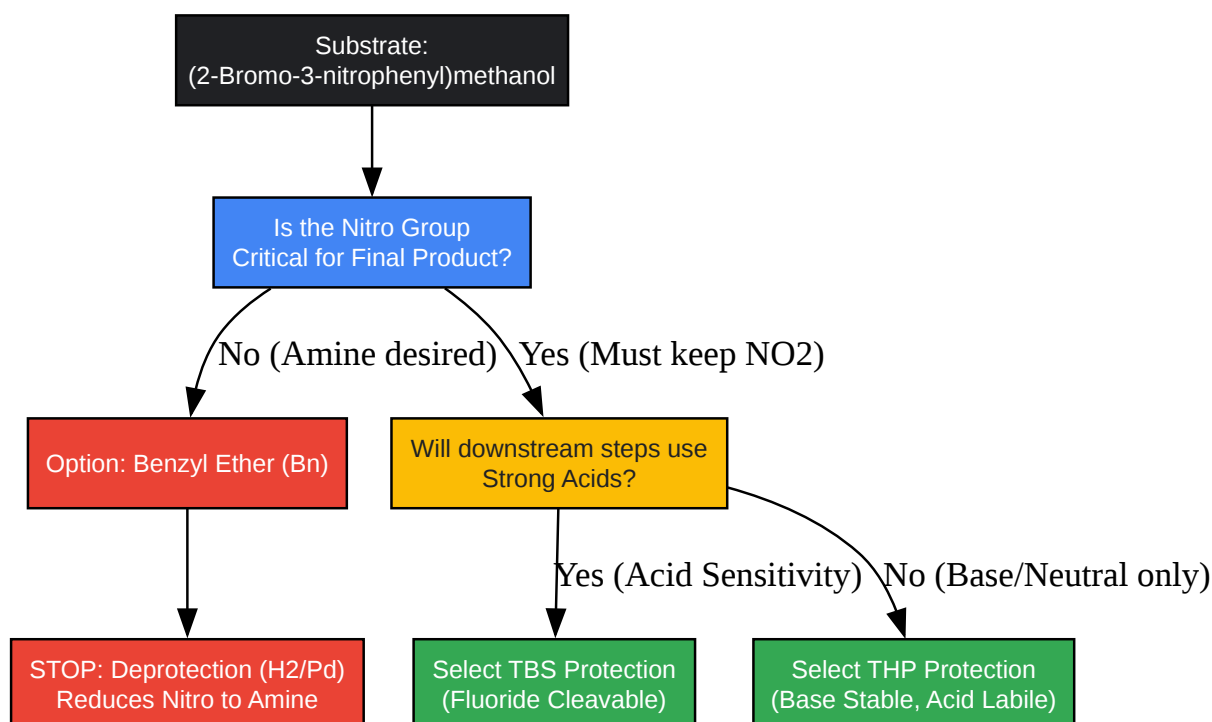 Substrate:
(2-Bromo-3-nitrophenyl)methanol
Is the Nitro Group
Critical for Final Product?
No (Amine desired)
Yes (Must keep NO2)
Option: Benzyl Ether (Bn)
Will downstream steps use
Strong Acids?
Yes (Acid Sensitivity)
No (Base/Neutral only)
STOP: Deprotection (H2/Pd)
Reduces Nitro to Amine
Select TBS Protection
(Fluoride Cleavable)
Select THP Protection
(Base Stable, Acid Labile)